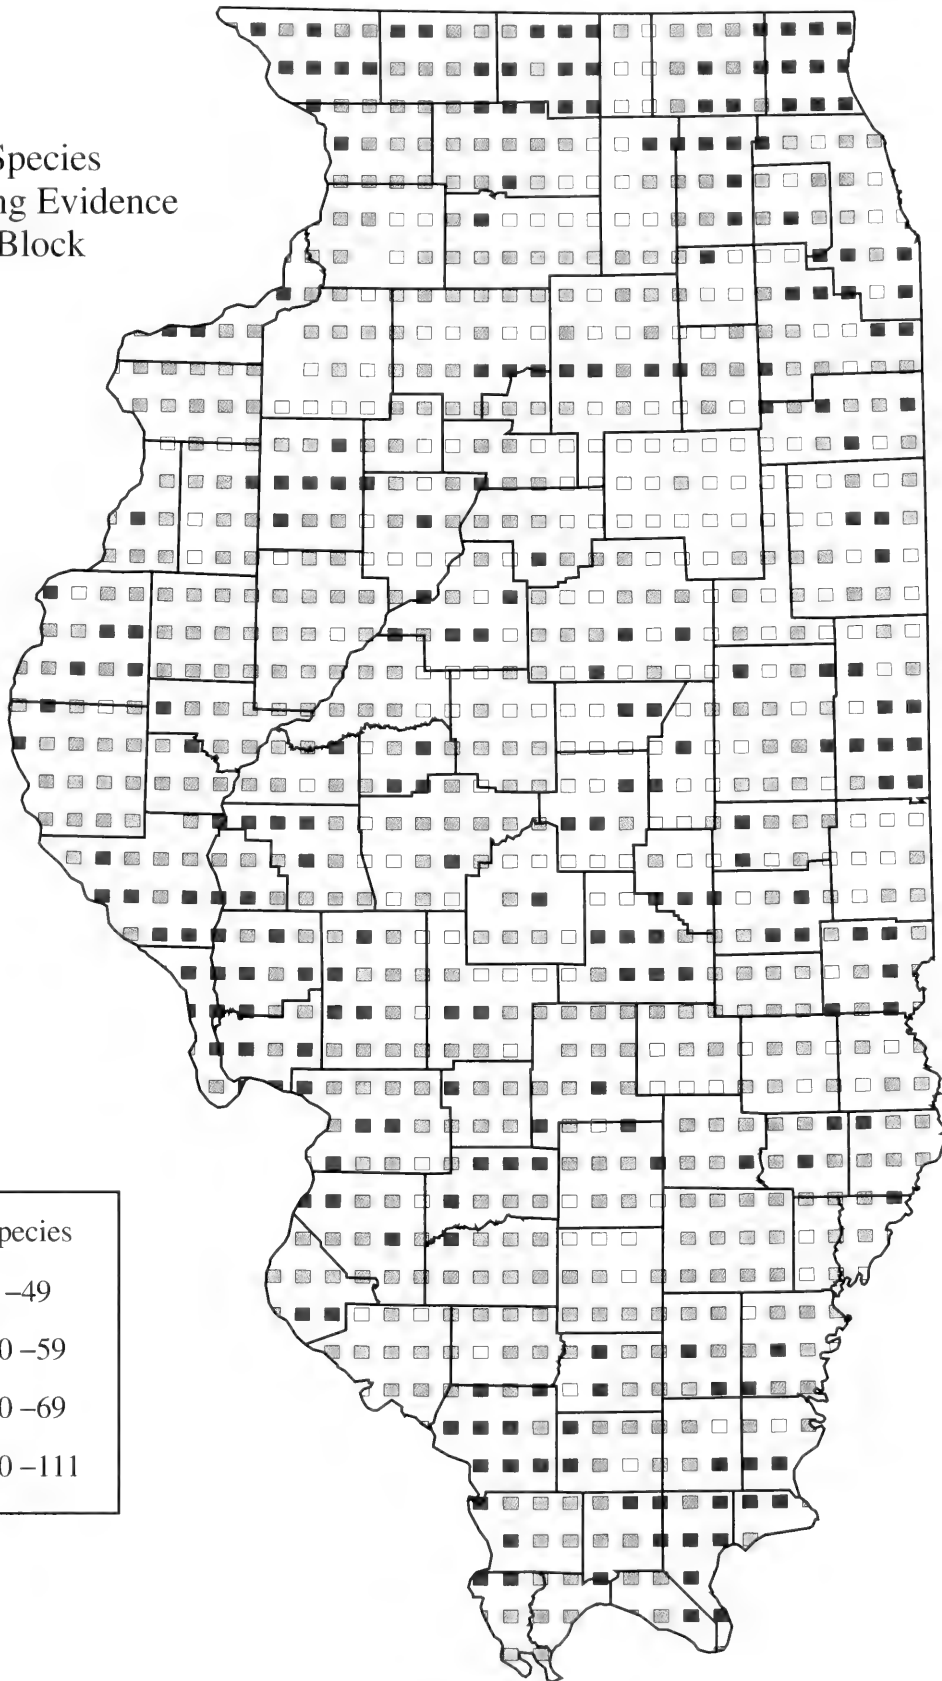 Species
ng Evidence
Block
pecies
–49
0 –59
0 –69
0 –111